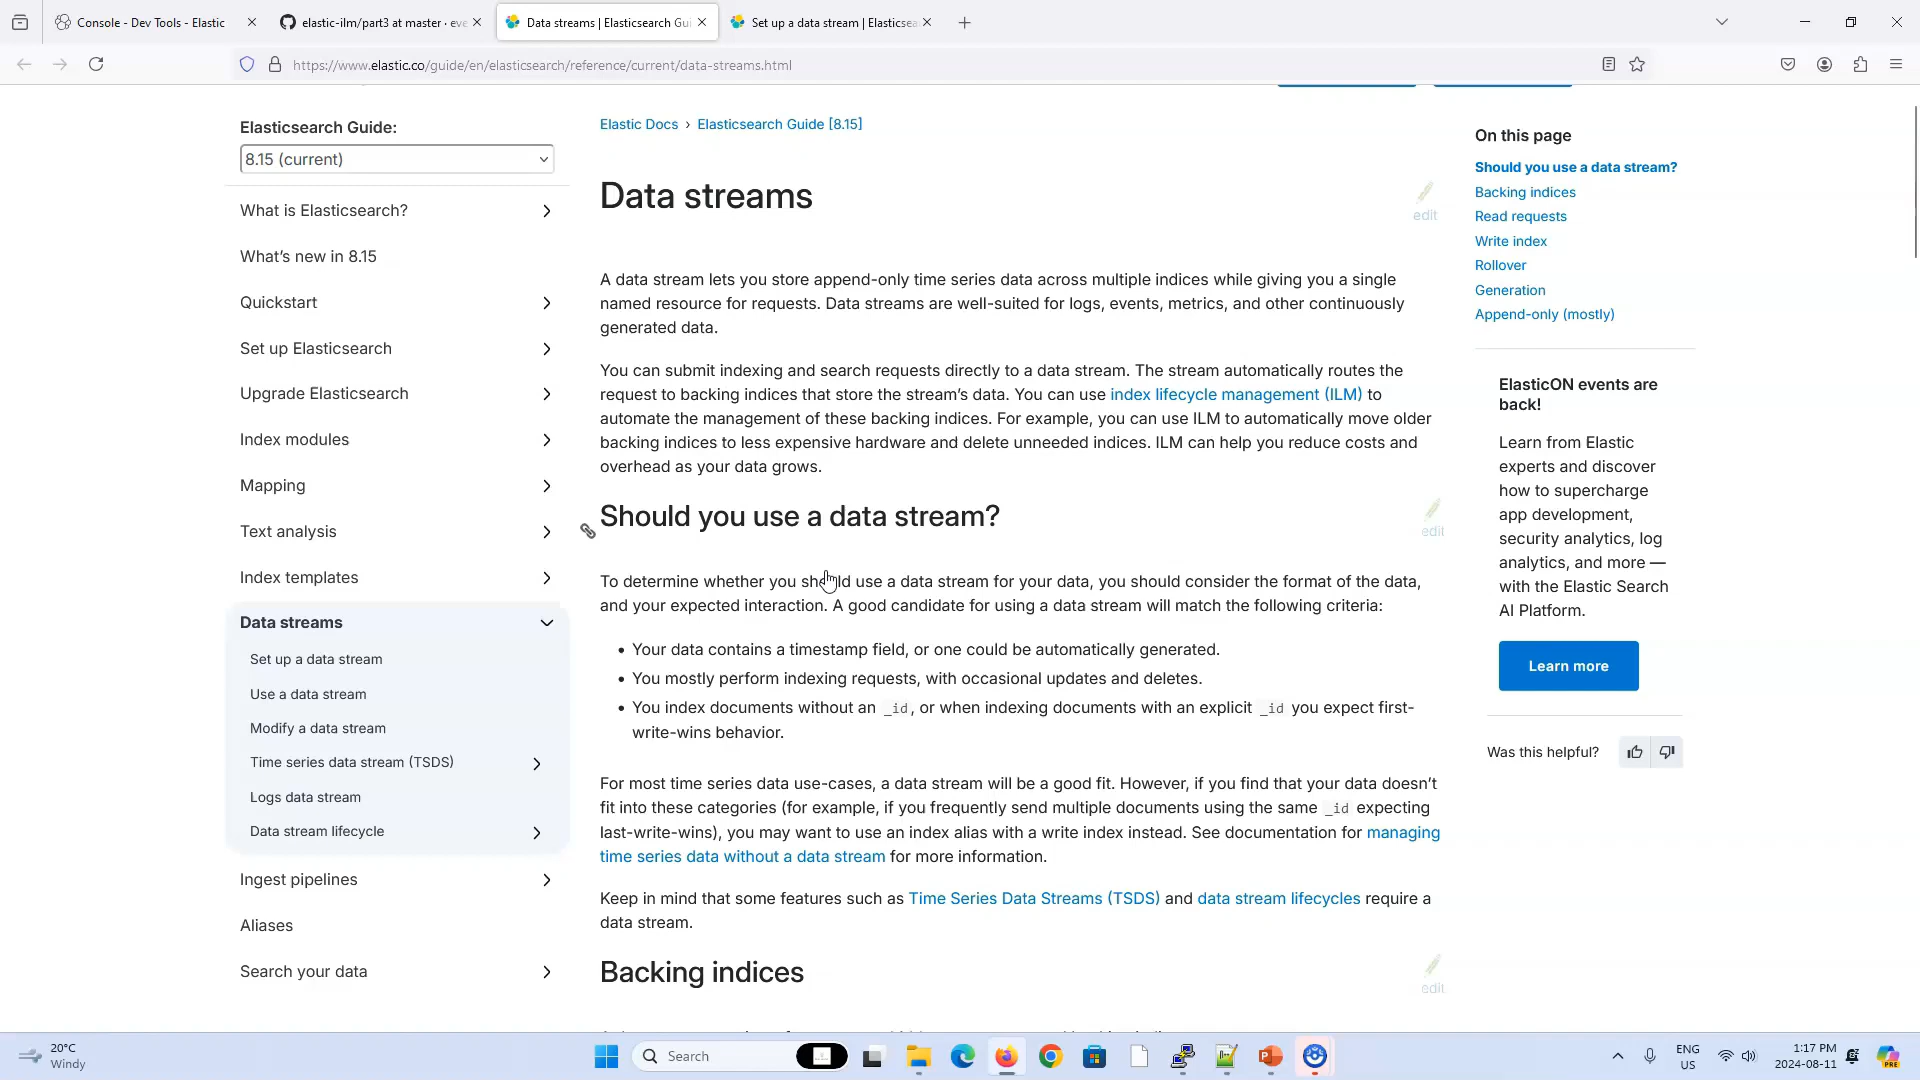 Console - Dev Tools - Elastic
elastic-ilm/part3 at master · eve
Data streams | Elasticsearch Gui
Set up a data stream | Elasticsea
https://www.elastic.co/guide/en/elasticsearch/reference/current/data-streams.html
Elasticsearch Guide:
8.15 (current)
What is Elasticsearch?
What's new in 8.15
Quickstart
Set up Elasticsearch
Upgrade Elasticsearch
Index modules
Mapping
Text analysis
Index templates
Data streams
Set up a data stream
Use a data stream
Modify a data stream
Time series data stream (TSDS)
Logs data stream
Data stream lifecycle
Ingest pipelines
Aliases
Search your data
Elastic Docs › Elasticsearch Guide [8.15]
Data streams
edit
A data stream lets you store append-only time series data across multiple indices while giving you a single
named resource for requests. Data streams are well-suited for logs, events, metrics, and other continuously
generated data.
You can submit indexing and search requests directly to a data stream. The stream automatically routes the
request to backing indices that store the stream's data. You can use index lifecycle management (ILM) to
automate the management of these backing indices. For example, you can use ILM to automatically move older
backing indices to less expensive hardware and delete unneeded indices. ILM can help you reduce costs and
overhead as your data grows.
Should you use a data stream?
edit
To determine whether you should use a data stream for your data, you should consider the format of the data,
and your expected interaction. A good candidate for using a data stream will match the following criteria:
• Your data contains a timestamp field, or one could be automatically generated.
• You mostly perform indexing requests, with occasional updates and deletes.
• You index documents without an _id, or when indexing documents with an explicit _id you expect first-
write-wins behavior.
For most time series data use-cases, a data stream will be a good fit. However, if you find that your data doesn't
fit into these categories (for example, if you frequently send multiple documents using the same _id expecting
last-write-wins), you may want to use an index alias with a write index instead. See documentation for managing
time series data without a data stream for more information.
Keep in mind that some features such as Time Series Data Streams (TSDS) and data stream lifecycles require a
data stream.
Backing indices
edit
On this page
Should you use a data stream?
Backing indices
Read requests
Write index
Rollover
Generation
Append-only (mostly)
ElasticON events are
back!
Learn from Elastic
experts and discover
how to supercharge
app development,
security analytics, log
analytics, and more —
with the Elastic Search
AI Platform.
Learn more
Was this helpful?
20°C
Windy
Search
ENG
US
1:17 PM
2024-08-11
PRE